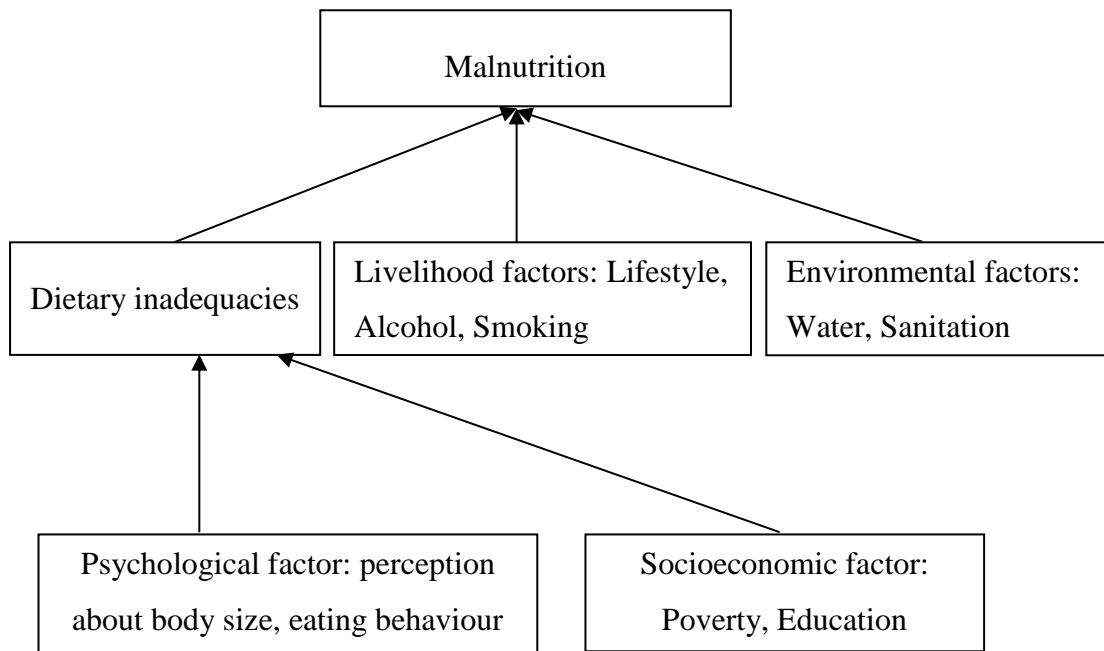 Malnutrition
Dietary inadequacies
Livelihood factors: Lifestyle,
Alcohol, Smoking
Environmental factors:
Water, Sanitation
Psychological factor: perception
about body size, eating behaviour
Socioeconomic factor:
Poverty, Education